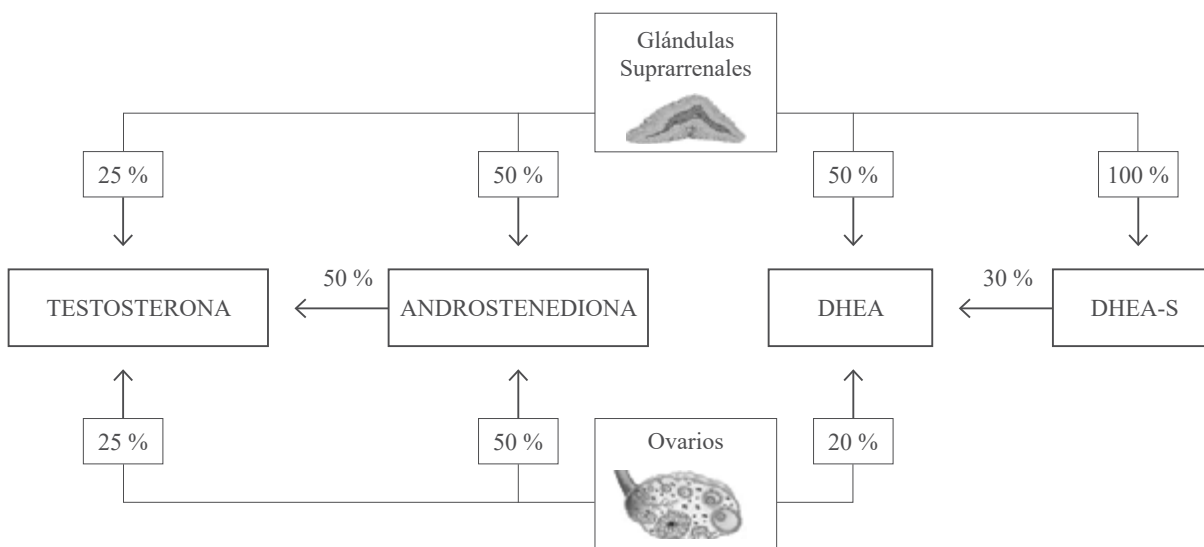 Glándulas
Suprarrenales
25 %
50 %
50 %
100 %
50 %
30 %
TESTOSTERONA
ANDROSTENEDIONA
DHEA
DHEA-S
25 %
50 %
Ovarios
20 %